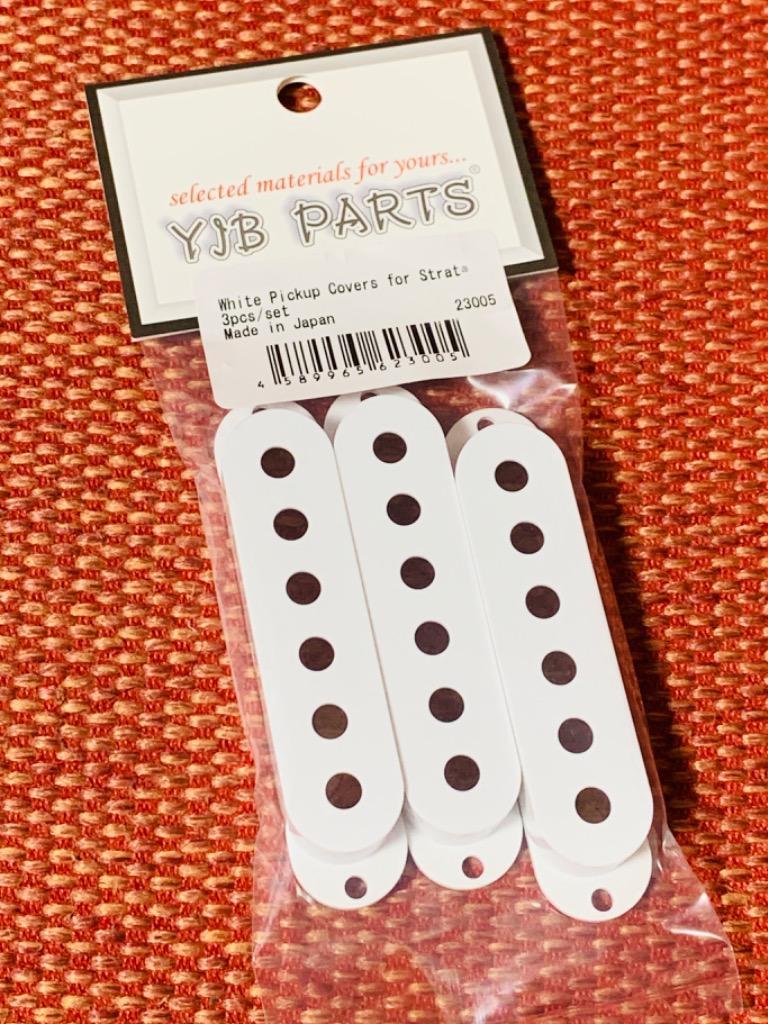 selected materials for yours...
YJB PARTS®
White Pickup Covers for Strat®
3pcs/set 23005
Made in Japan
4 589965 623005